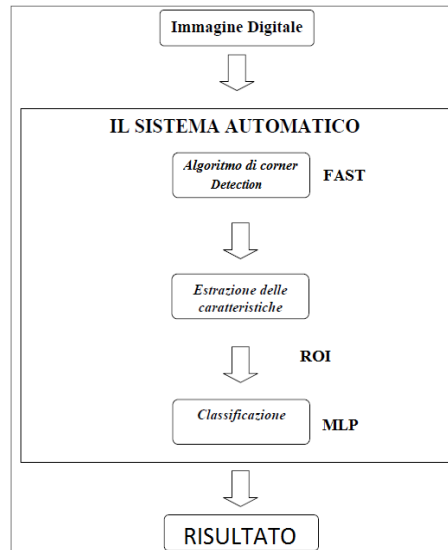 Immagine Digitale
IL SISTEMA AUTOMATICO
Algoritmo di corner
Detection
FAST
Estrazione delle
caratteristiche
ROI
Classificazione
MLP
RISULTATO